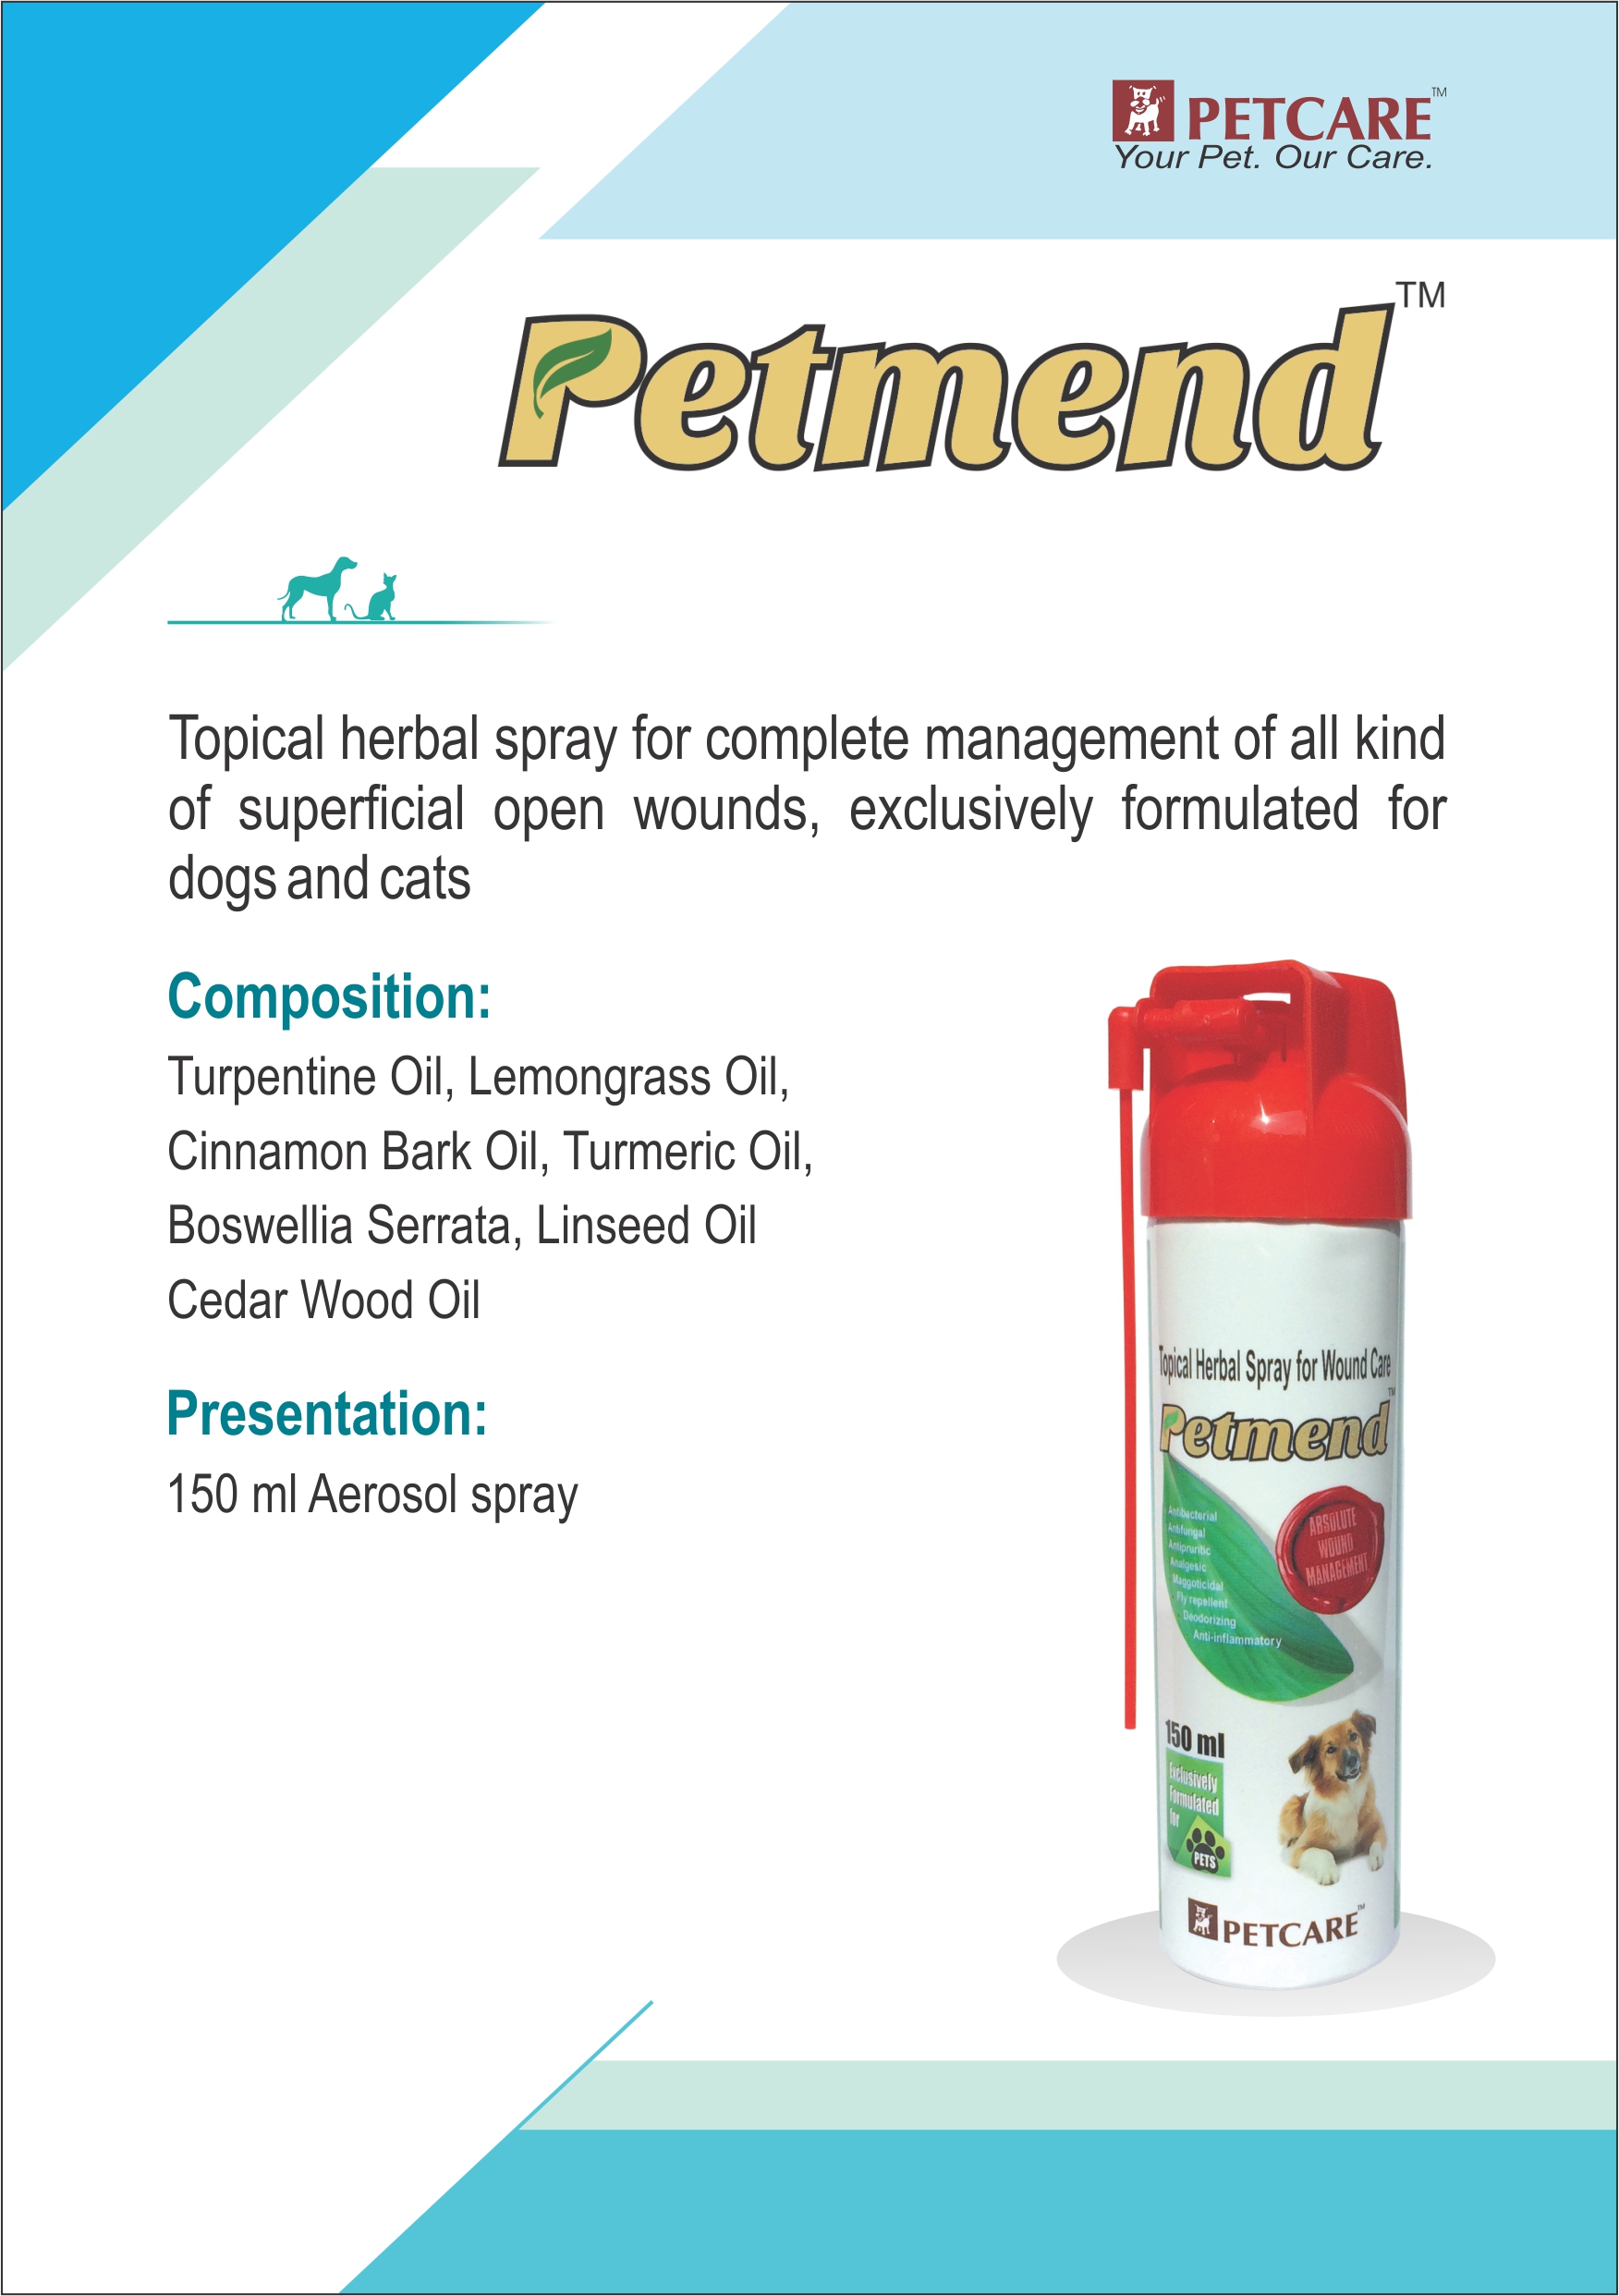 PETCARE™
Your Pet. Our Care.
Petmend™
Topical herbal spray for complete management of all kind
of superficial open wounds, exclusively formulated for
dogs and cats
Composition:
Turpentine Oil, Lemongrass Oil,
Cinnamon Bark Oil, Turmeric Oil,
Boswellia Serrata, Linseed Oil
Cedar Wood Oil
Presentation:
150 ml Aerosol spray
Topical Herbal Spray for Wound Care
Petmend™
Antibacterial
Antifungal
Antipruritic
Analgesic
Maggoticidal
Fly repellent
Deodorizing
Anti-inflammatory
ABSOLUTE
WOUND
MANAGEMENT
150 ml
Exclusively
Formulated
for
PETS
PETCARE™